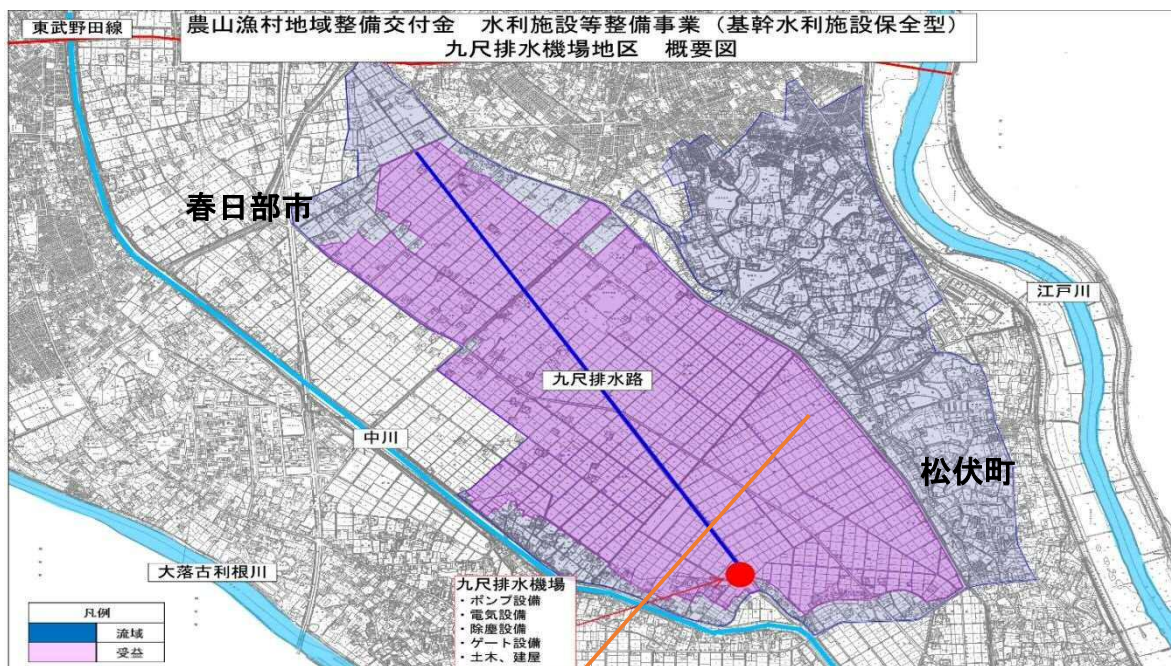 農山漁村地域整備交付金　水利施設等整備事業（基幹水利施設保全型）
九尺排水機場地区　概要図
東武野田線
春日部市
江戸川
九尺排水路
中川
松伏町
大落古利根川
九尺排水機場
・ポンプ設備
・電気設備
・除塵設備
・ゲート設備
・土木、建屋
凡例
流域
受益